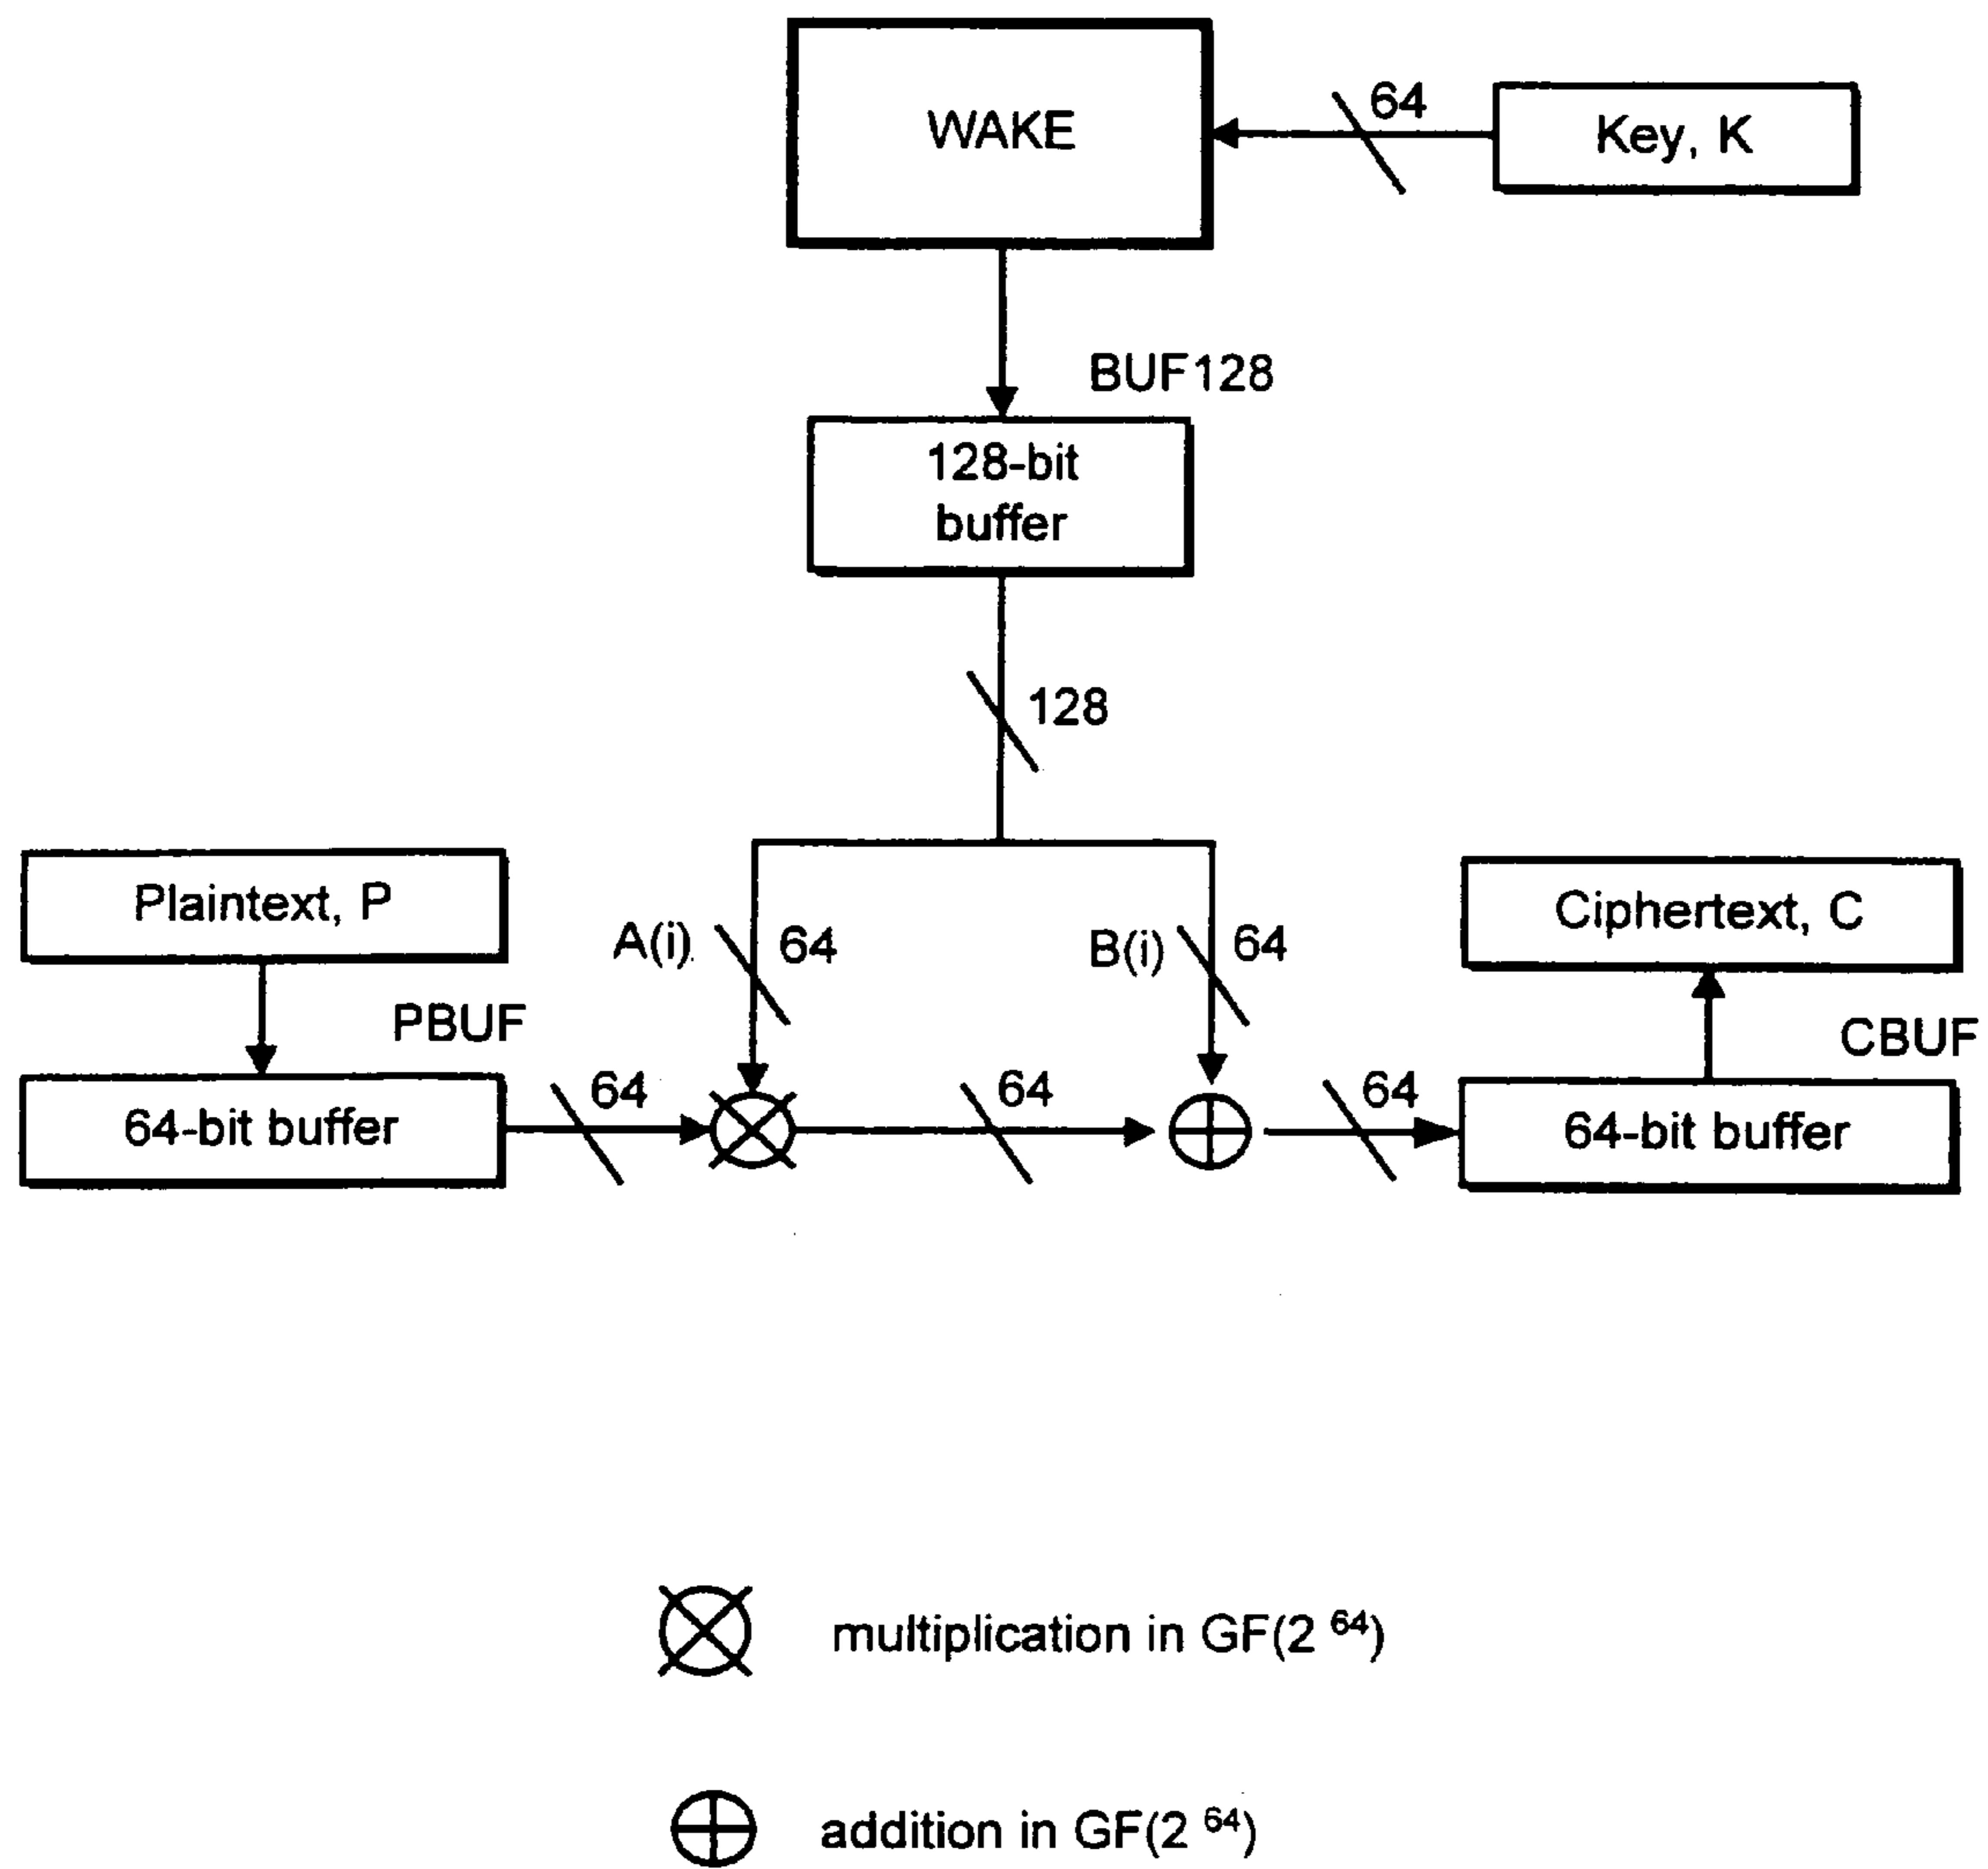 WAKE
64
Key, K
BUF128
128-bit
buffer
128
Plaintext, P
A(i)
64
B(i)
64
Ciphertext, C
PBUF
CBUF
64-bit buffer
64
64
64
64-bit buffer
multiplication in GF(2 64)
addition in GF(2 64)